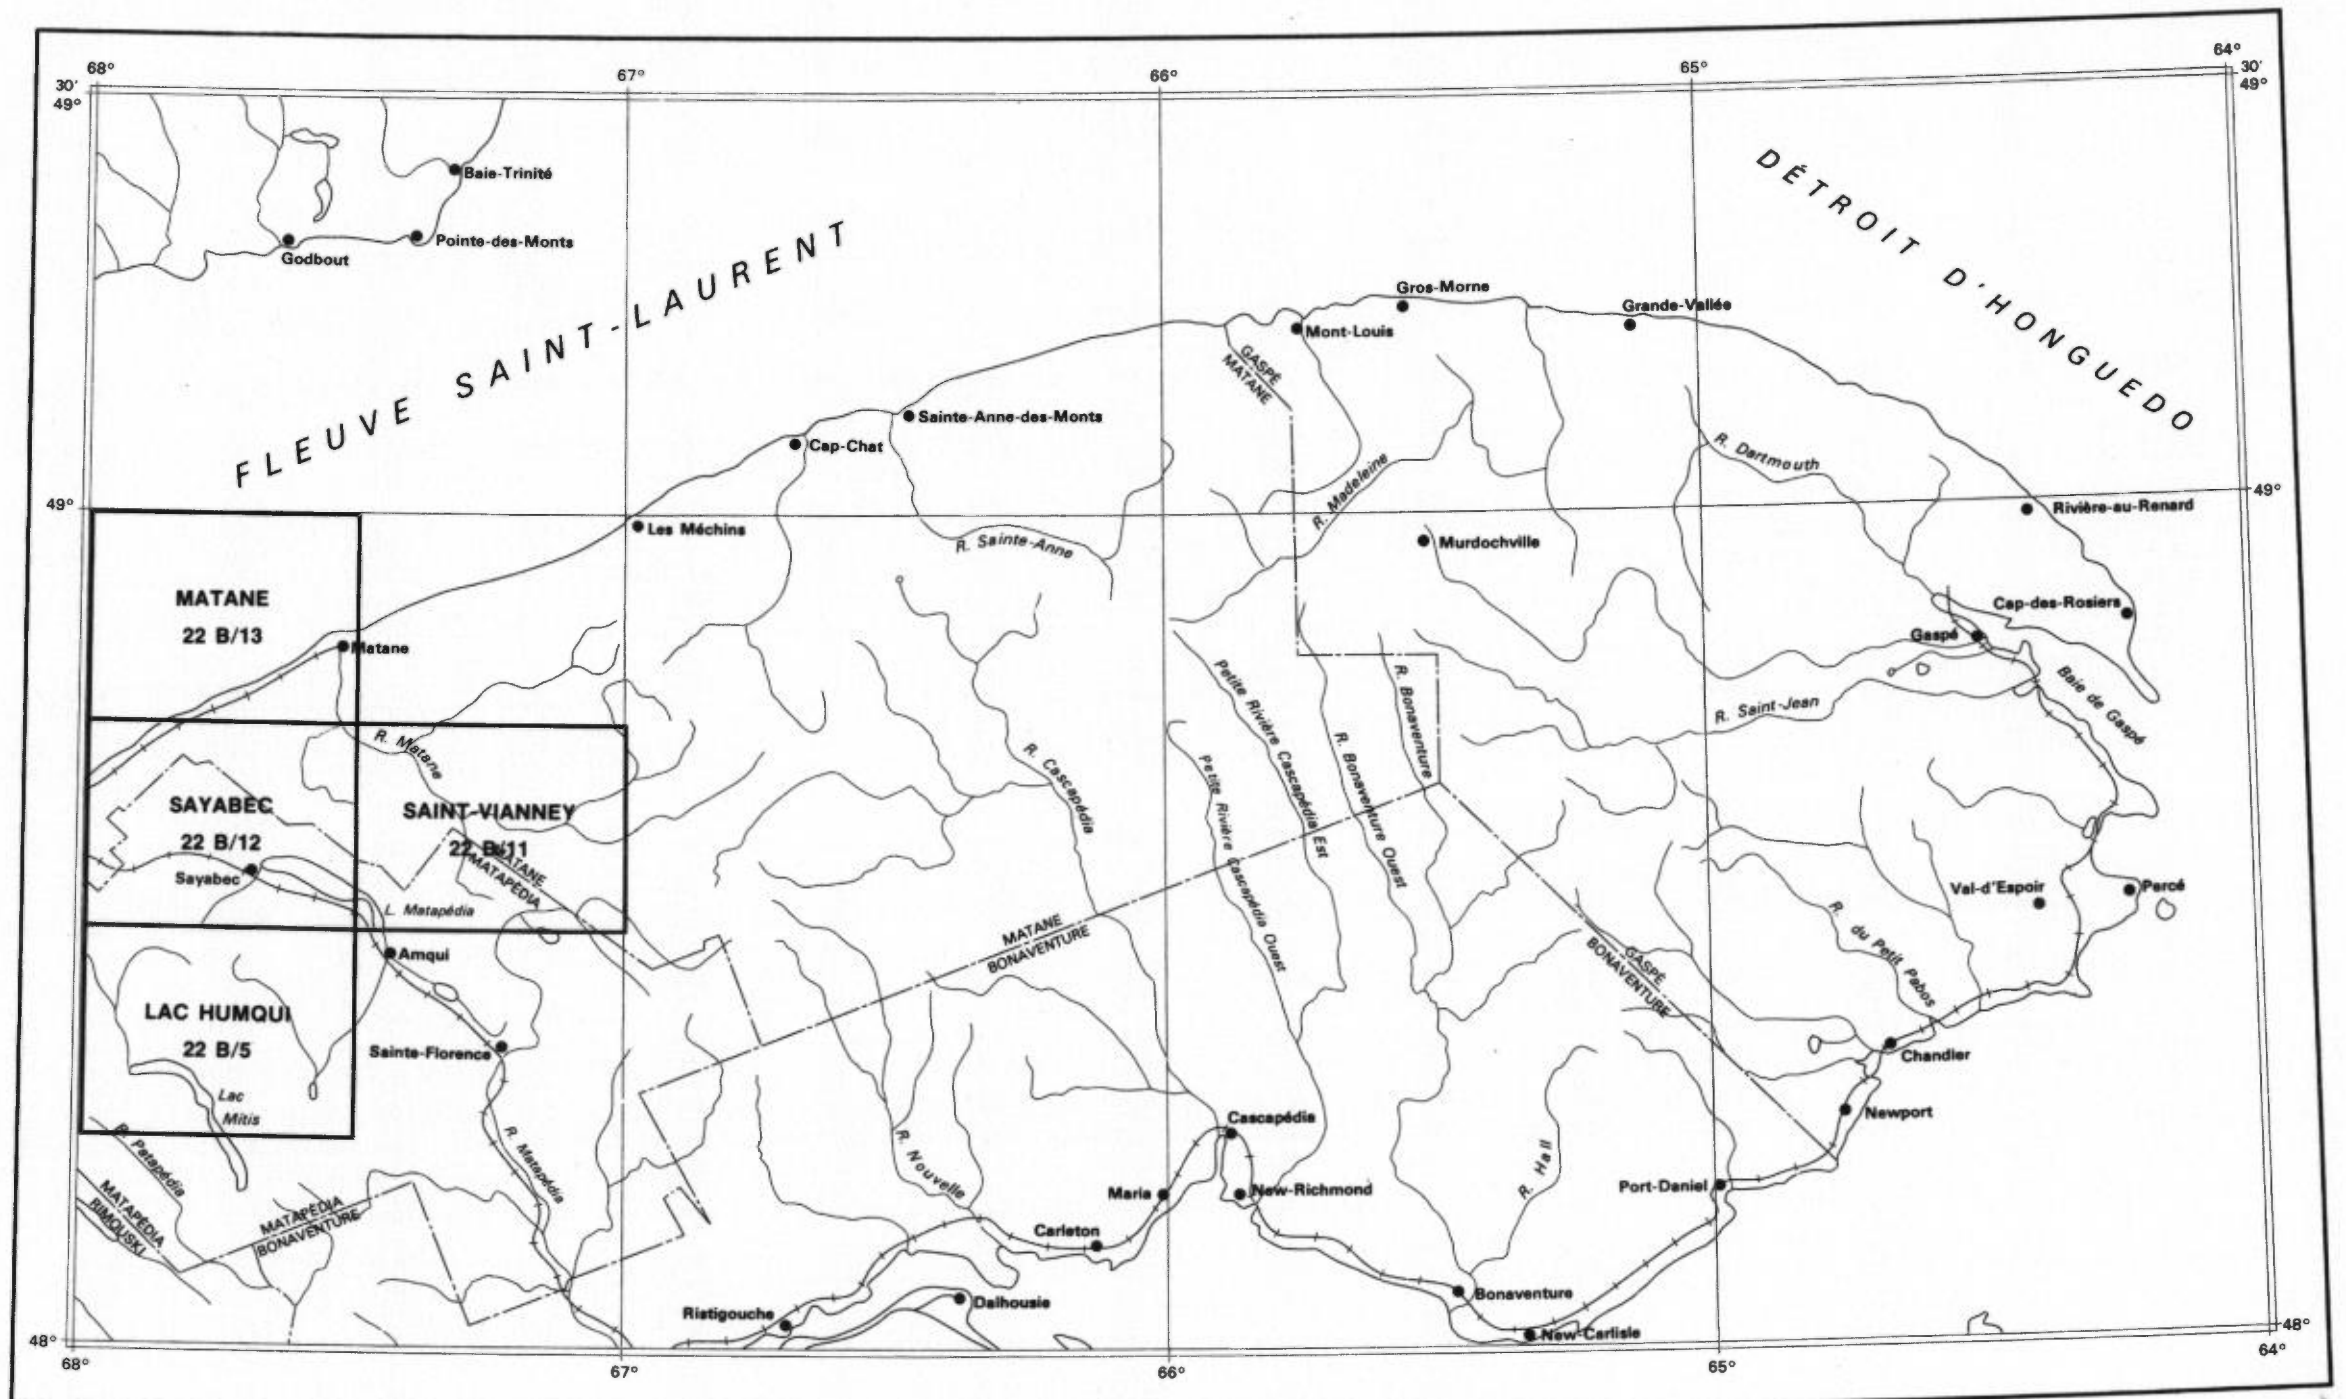 68°
67°
66°
65°
64°
30'
49°
30'
49°
Baie-Trinité
Pointe-des-Monts
Godbout
FLEUVE SAINT-LAURENT
DÉTROIT D'HONGUEDO
Gros-Morne
Grande-Vallée
Mont-Louis
GASPÉ
MATANE
Sainte-Anne-des-Monts
Cap-Chat
R. Dartmouth
R. Madeleine
49°
49°
Les Méchins
R. Sainte-Anne
Murdochville
Rivière-au-Renard
MATANE
22 B/13
Matane
Cap-des-Rosiers
Gaspé
Baie de Gaspé
R. Saint-Jean
R. Matane
R. Cascapédia
Petite Rivière Cascapédia Est
Petite Rivière Cascapédia Ouest
R. Bonaventure Ouest
R. Bonaventure
SAYABEC
22 B/12
Sayabec
SAINT-VIANNEY
22 B/11
MATANE
MATAPÉDIA
L. Matapédia
Amqui
MATANE
BONAVENTURE
GASPÉ
BONAVENTURE
Val-d'Espoir
Percé
R. du Petit Pabos
LAC HUMQUI
22 B/5
Lac
Mitis
Sainte-Florence
Chandler
Newport
Cascapédia
R. Patapédia
MATAPÉDIA
RIMOUSKI
MATAPÉDIA
BONAVENTURE
R. Matapédia
R. Nouvelle
Maria
New-Richmond
R. Hall
Port-Daniel
Carleton
Ristigouche
Dalhousie
Bonaventure
New-Carlisle
48°
48°
68°
67°
66°
65°
64°